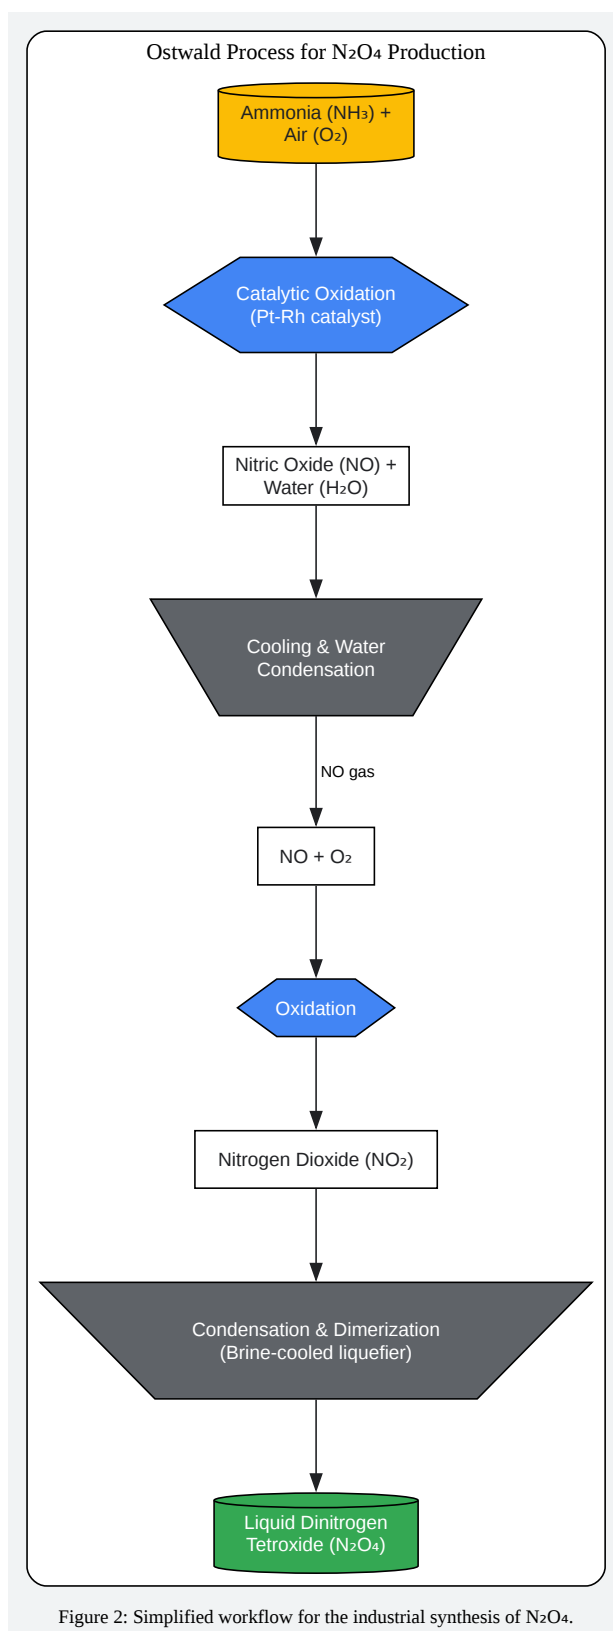 Ostwald Process for N₂O₄ Production
Ammonia (NH₃) +
Air (O₂)
Catalytic Oxidation
(Pt-Rh catalyst)
Nitric Oxide (NO) +
Water (H₂O)
Cooling & Water
Condensation
NO gas
NO + O₂
Oxidation
Nitrogen Dioxide (NO₂)
Condensation & Dimerization
(Brine-cooled liquefier)
Liquid Dinitrogen
Tetroxide (N₂O₄)
Figure 2: Simplified workflow for the industrial synthesis of N₂O₄.